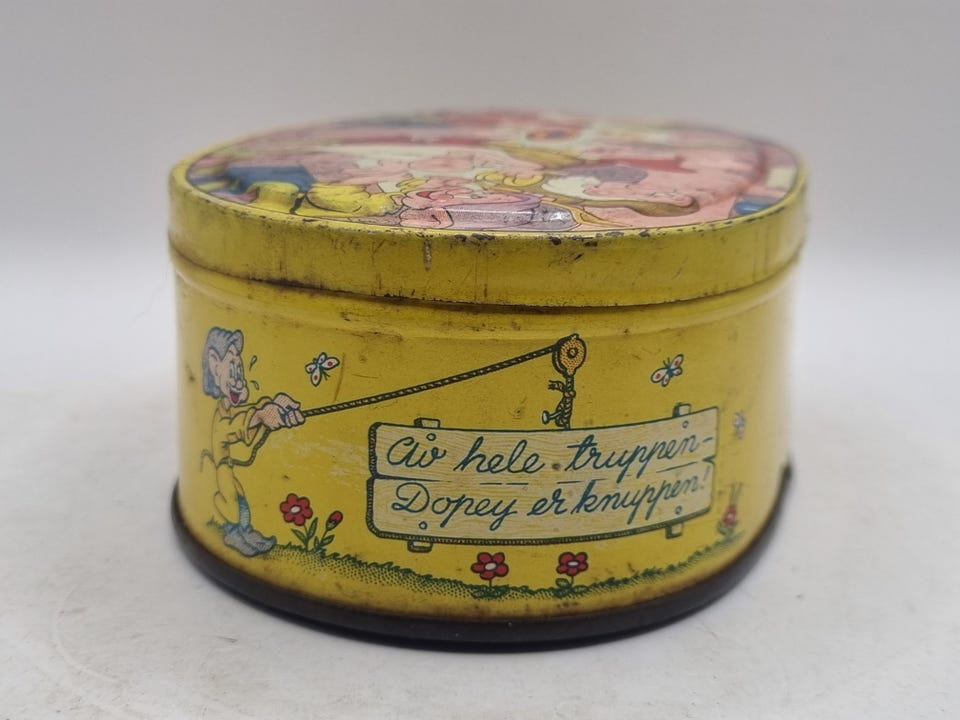 Av hele truppen-
Dopey er knuppen!